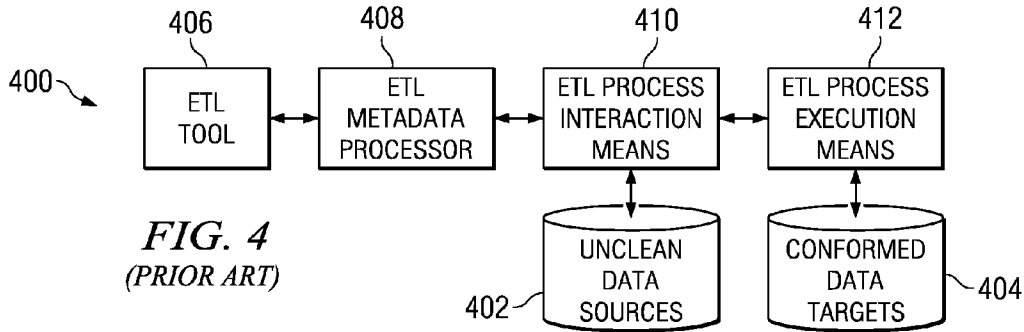 406
408
410
412
400
ETL
TOOL
ETL
METADATA
PROCESSOR
ETL PROCESS
INTERACTION
MEANS
ETL PROCESS
EXECUTION
MEANS
FIG. 4
(PRIOR ART)
402
UNCLEAN
DATA
SOURCES
CONFORMED
DATA
TARGETS
404